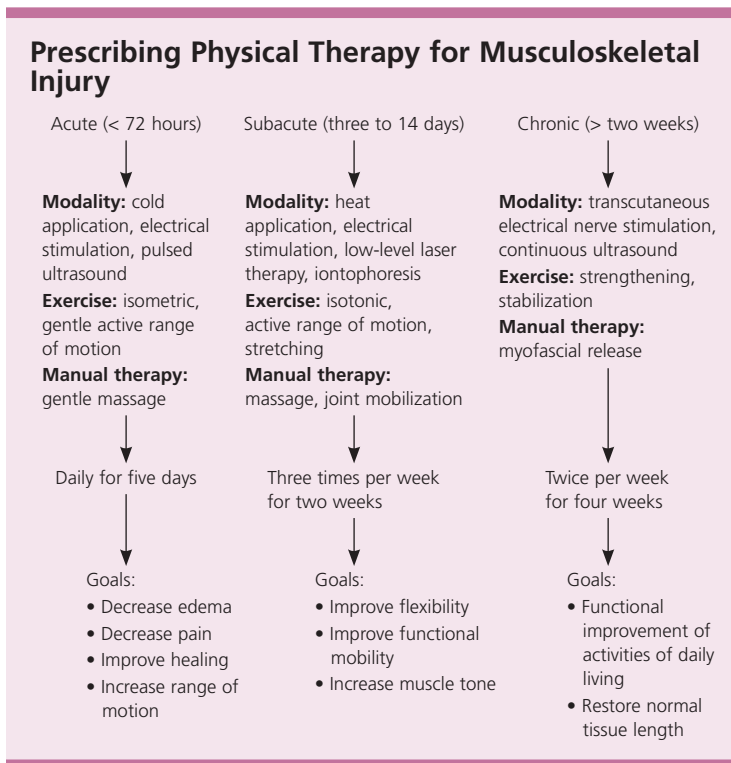 Prescribing Physical Therapy for Musculoskeletal
Injury
Acute (< 72 hours)
Modality: cold
application, electrical
stimulation, pulsed
ultrasound
Exercise: isometric,
gentle active range
of motion
Manual therapy:
gentle massage
Daily for five days
Goals:
• Decrease edema
• Decrease pain
• Improve healing
• Increase range of
motion
Subacute (three to 14 days)
Modality: heat
application, electrical
stimulation, low-level laser
therapy, iontophoresis
Exercise: isotonic,
active range of motion,
stretching
Manual therapy:
massage, joint mobilization
Three times per week
for two weeks
Goals:
• Improve flexibility
• Improve functional
mobility
• Increase muscle tone
Chronic (> two weeks)
Modality: transcutaneous
electrical nerve stimulation,
continuous ultrasound
Exercise: strengthening,
stabilization
Manual therapy:
myofascial release
Twice per week
for four weeks
Goals:
• Functional
improvement of
activities of daily
living
• Restore normal
tissue length